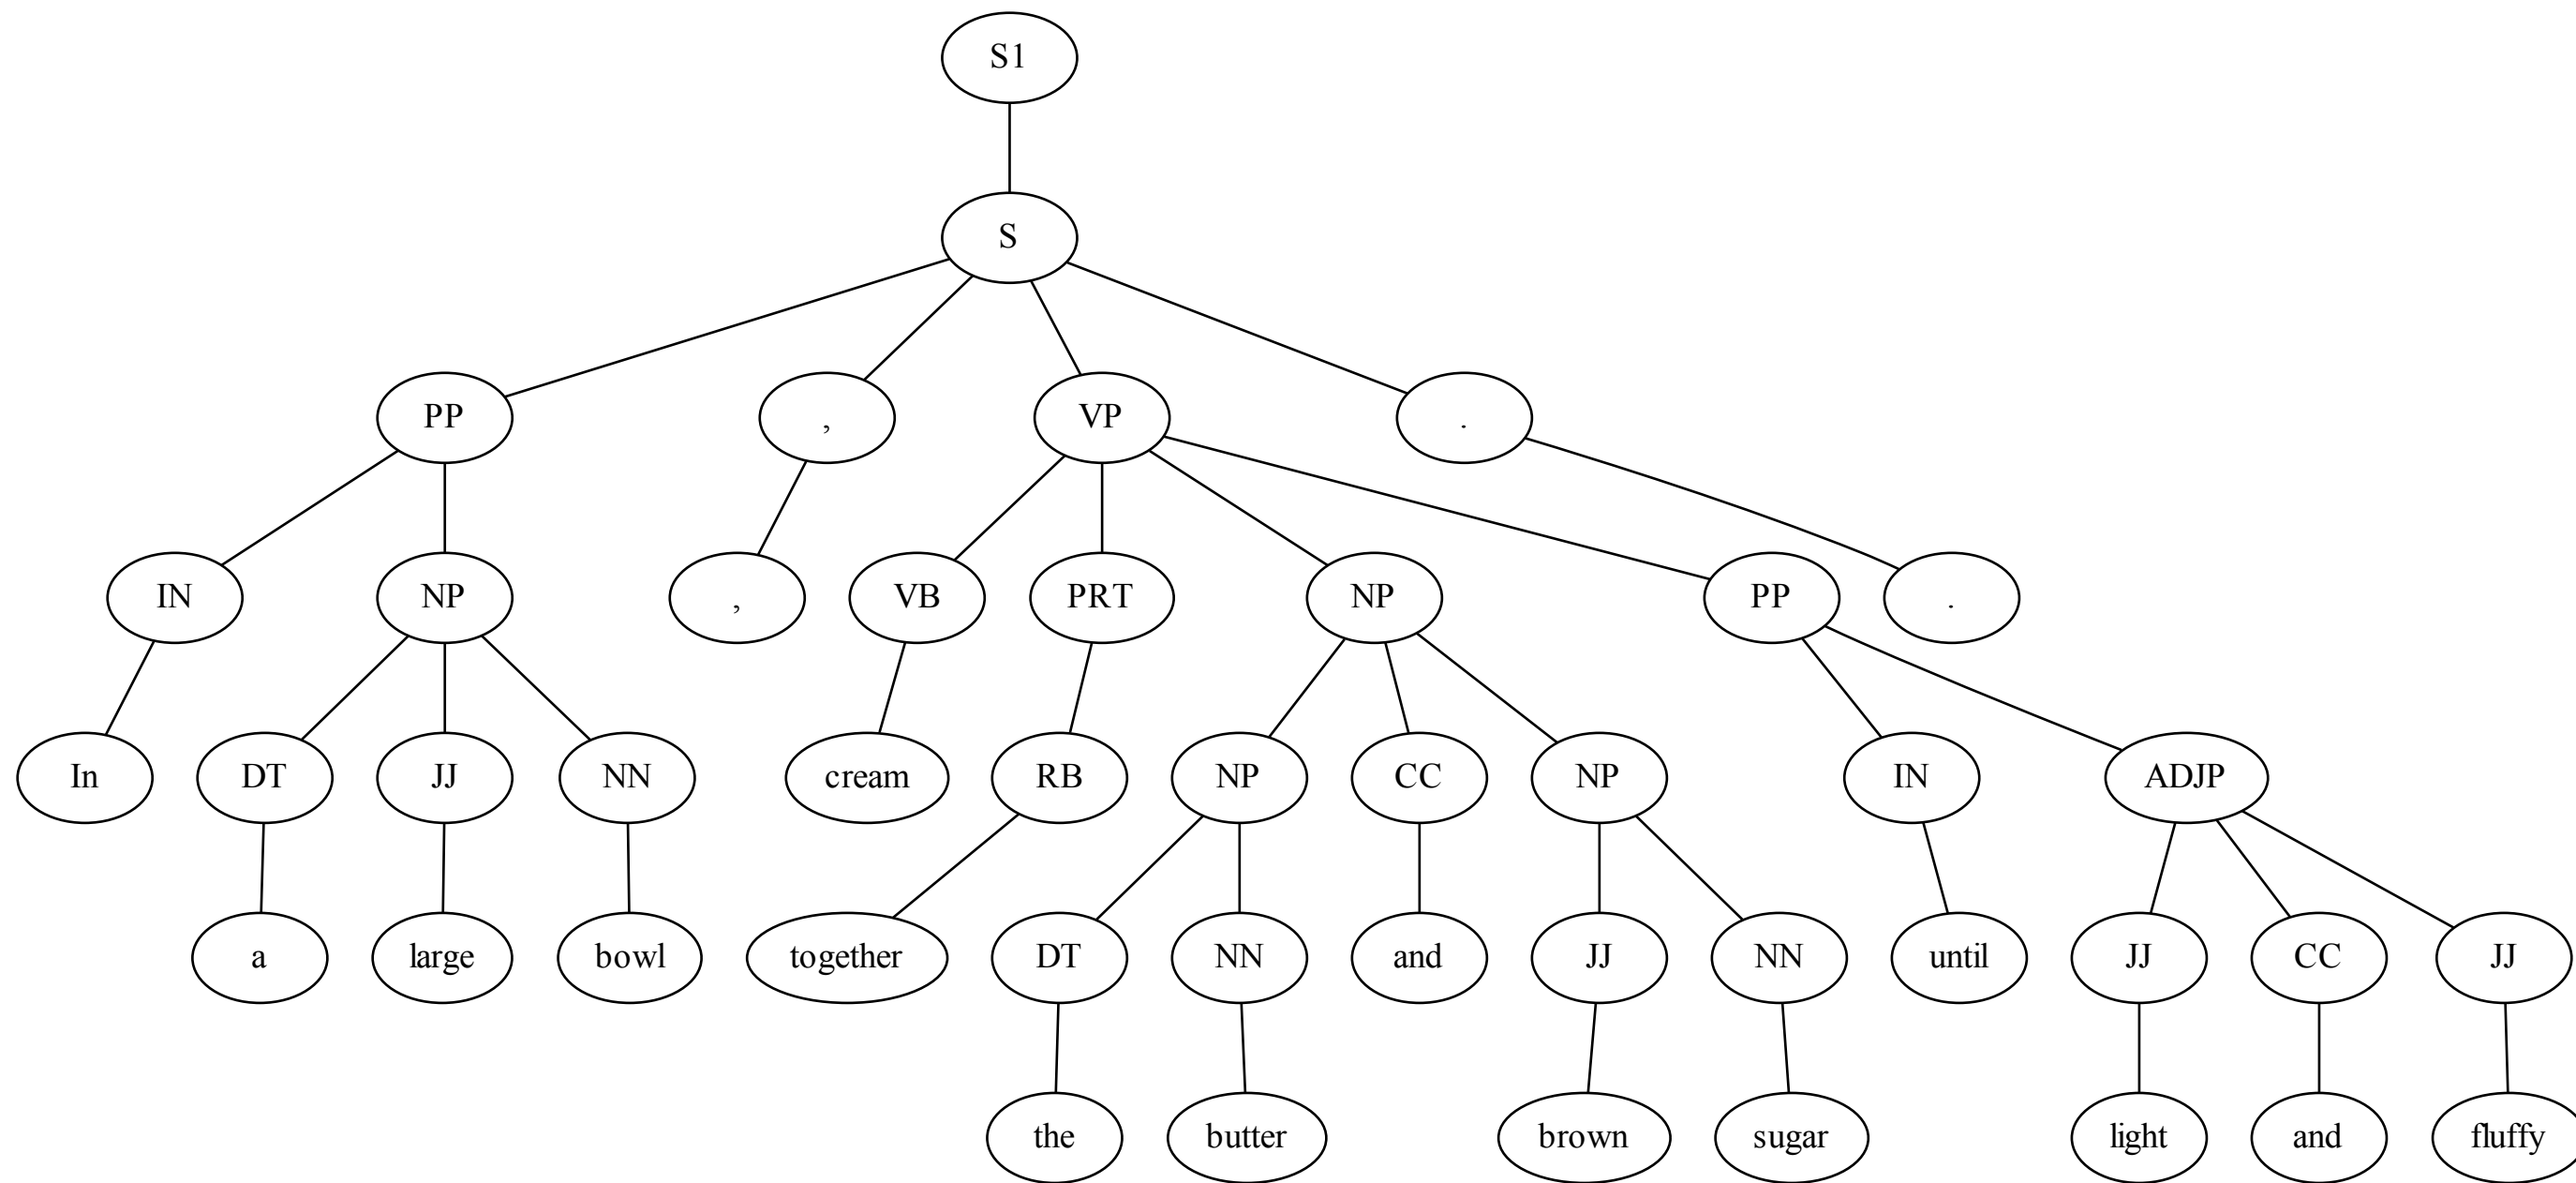 S1
S
PP , VP .
IN NP , VB PRT NP PP .
In DT JJ NN cream RB NP CC NP IN ADJP
a large bowl together DT NN and JJ NN until JJ CC JJ
the butter brown sugar light and fluffy